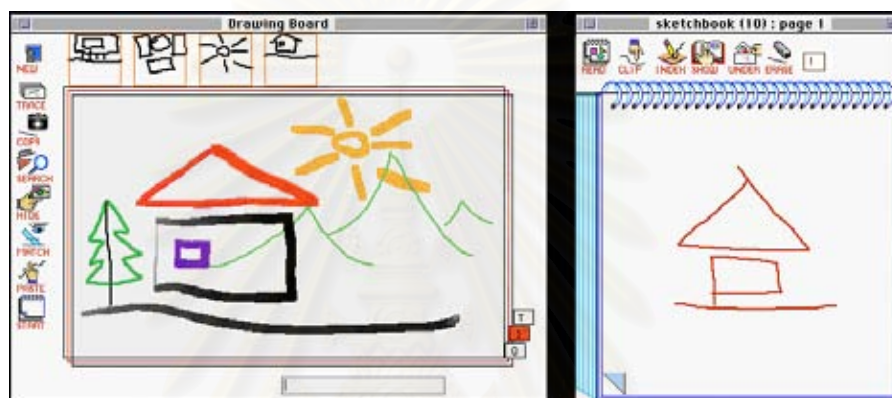 Drawing Board
NEW
TRACE
COPY
SEARCH
HIDE
MATCH
PASTE
START
T
Q
sketchbook (10) : page 1
READ CLIP INDEX SHOW UNDER ERASE
1